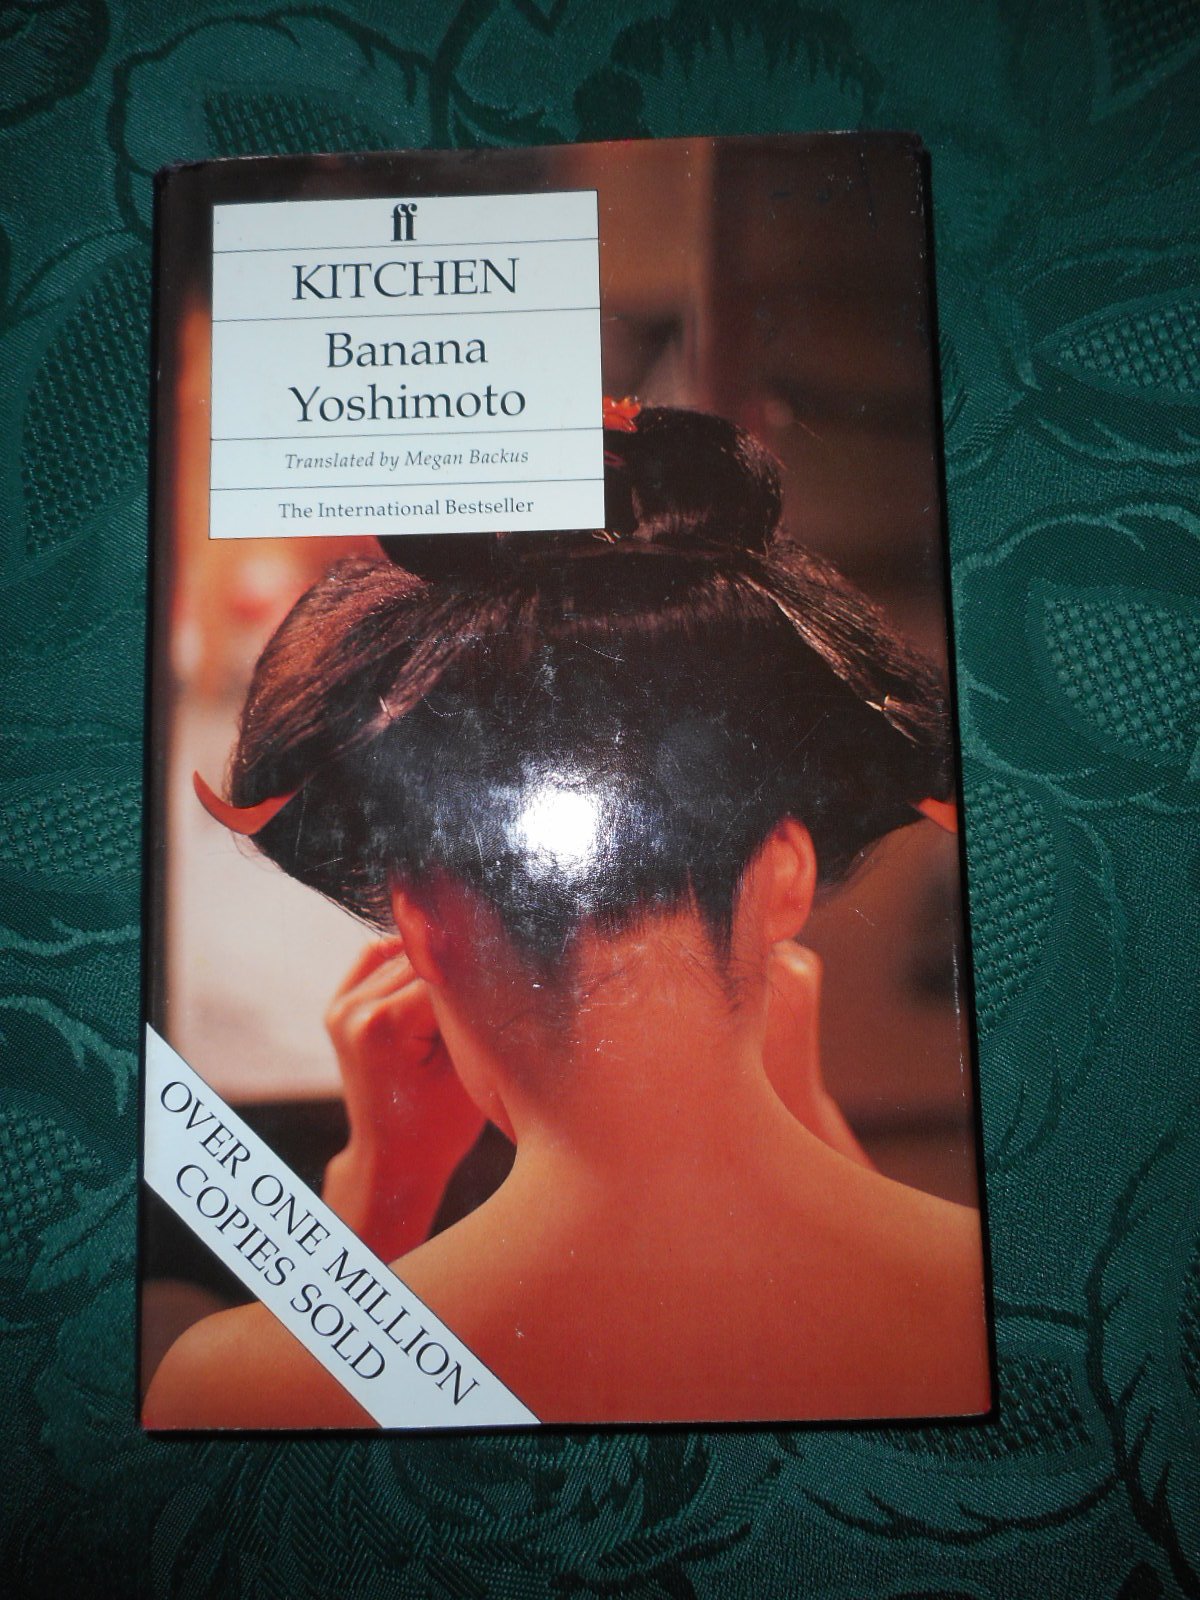 ff
KITCHEN
Banana
Yoshimoto
Translated by Megan Backus
The International Bestseller
OVER ONE MILLION
COPIES SOLD